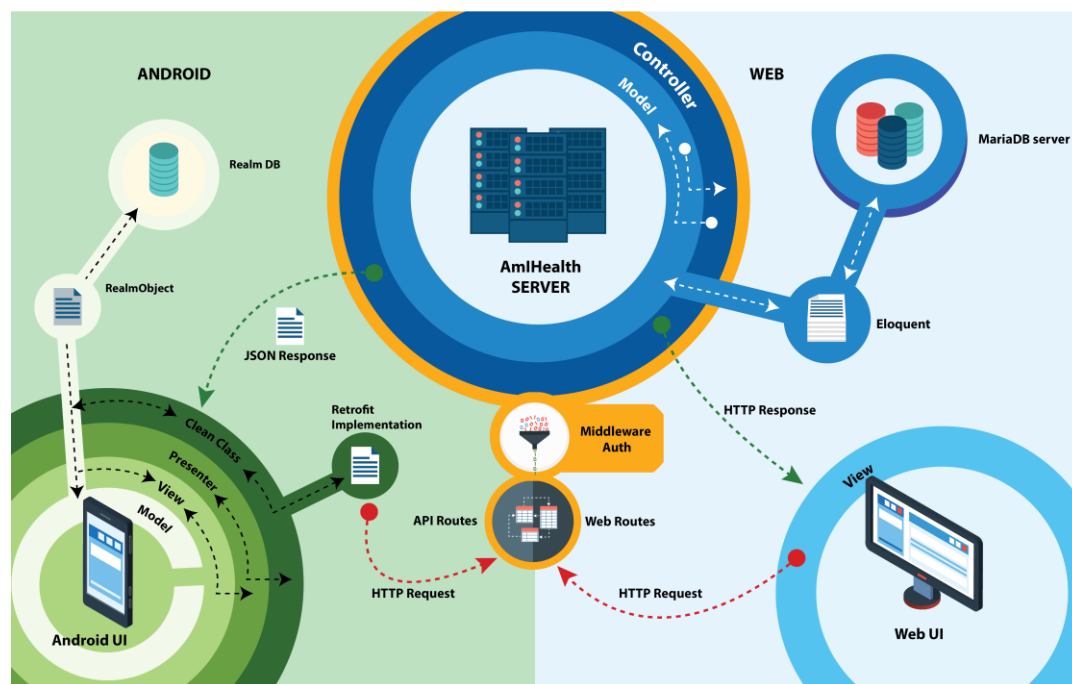 ANDROID
WEB
Controller
Model
Realm DB
MariaDB server
AmIHealth
SERVER
RealmObject
Eloquent
JSON Response
HTTP Response
Retrofit
Implementation
Middleware
Auth
Clean Class
Presenter
View
Model
API Routes
Web Routes
View
HTTP Request
HTTP Request
Android UI
Web UI